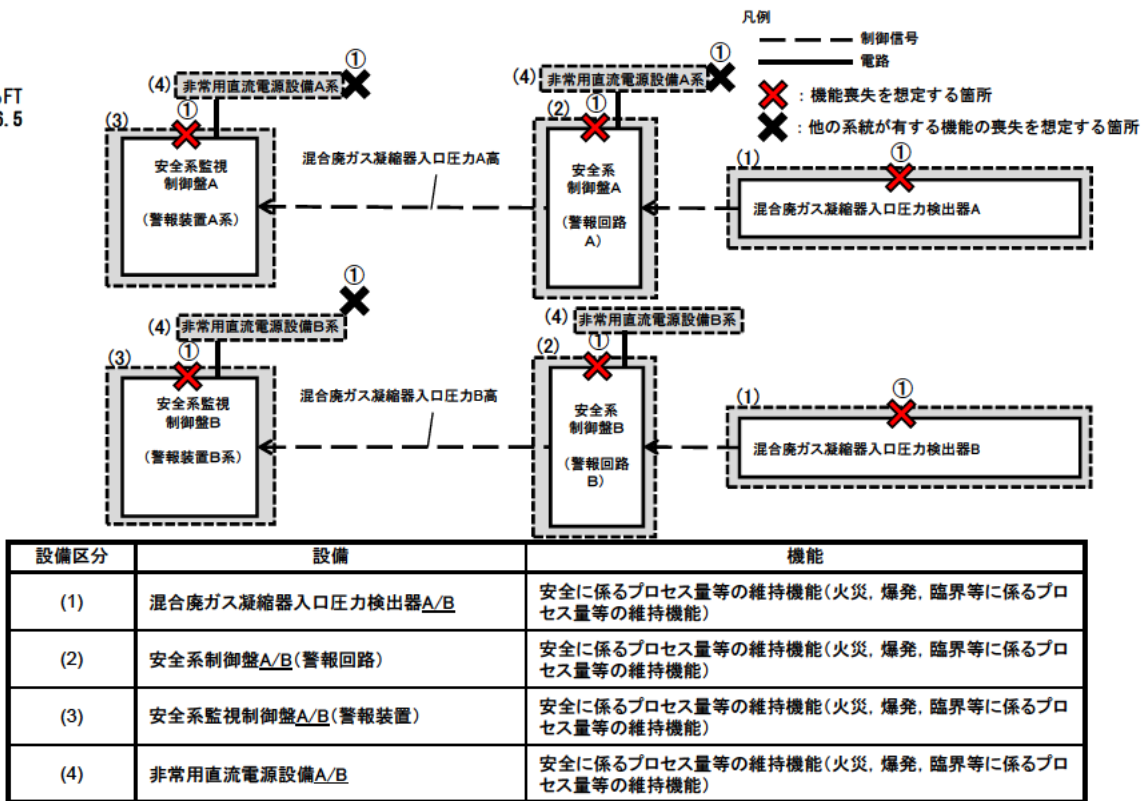 凡例
制御信号
電路
：機能喪失を想定する箇所
：他の系統が有する機能の喪失を想定する箇所
FT
6.5
①
(4) 非常用直流電源設備A系
(3)
①
安全系監視
制御盤A
(警報装置A系)
混合廃ガス凝縮器入口圧力A高
①
(4) 非常用直流電源設備A系
(2)
①
安全系
制御盤A
(警報回路
A)
(1)
①
混合廃ガス凝縮器入口圧力検出器A
①
(4) 非常用直流電源設備B系
(3)
①
安全系監視
制御盤B
(警報装置B系)
混合廃ガス凝縮器入口圧力B高
(4) 非常用直流電源設備B系
(2)
①
安全系
制御盤B
(警報回路
B)
(1)
①
混合廃ガス凝縮器入口圧力検出器B
設備区分 設備 機能
(1) 混合廃ガス凝縮器入口圧力検出器A/B 安全に係るプロセス量等の維持機能(火災，爆発，臨界等に係るプロ
セス量等の維持機能)
(2) 安全系制御盤A/B(警報回路) 安全に係るプロセス量等の維持機能(火災，爆発，臨界等に係るプロ
セス量等の維持機能)
(3) 安全系監視制御盤A/B(警報装置) 安全に係るプロセス量等の維持機能(火災，爆発，臨界等に係るプロ
セス量等の維持機能)
(4) 非常用直流電源設備A/B 安全に係るプロセス量等の維持機能(火災，爆発，臨界等に係るプロ
セス量等の維持機能)